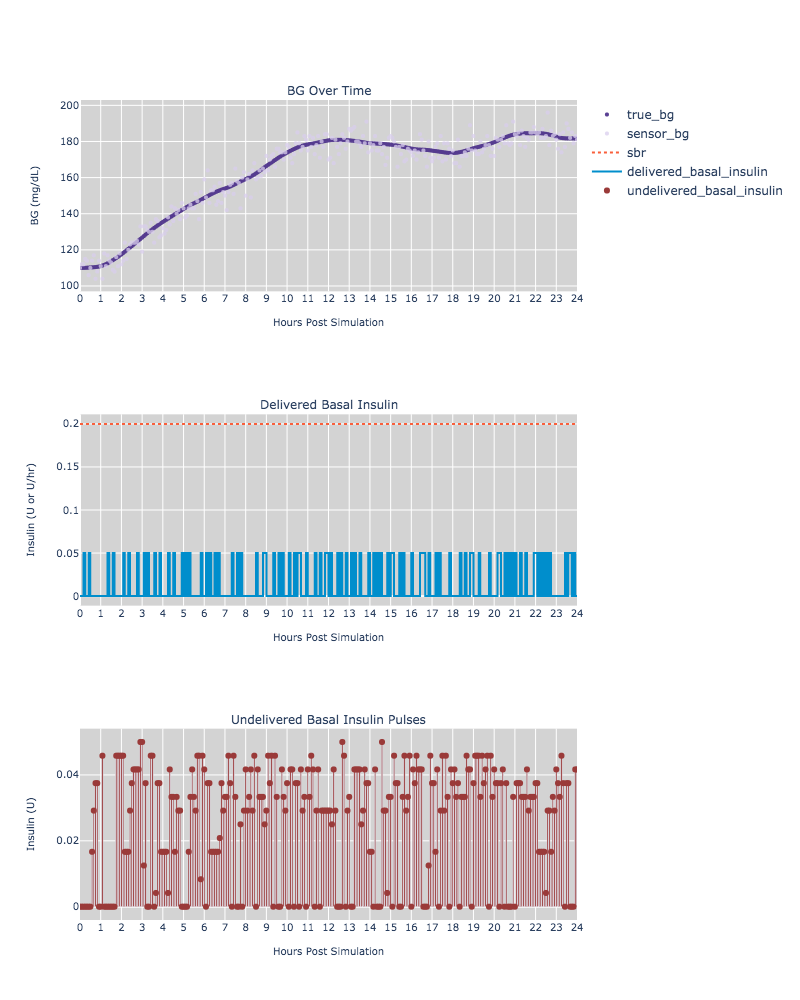 BG Over Time
200
180
160
140
120
100
BG (mg/dL)
0 1 2 3 4 5 6 7 8 9 10 11 12 13 14 15 16 17 18 19 20 21 22 23 24
Hours Post Simulation
true_bg
sensor_bg
sbr
delivered_basal_insulin
undelivered_basal_insulin
Delivered Basal Insulin
0.2
0.15
0.1
0.05
0
Insulin (U or U/hr)
0 1 2 3 4 5 6 7 8 9 10 11 12 13 14 15 16 17 18 19 20 21 22 23 24
Hours Post Simulation
Undelivered Basal Insulin Pulses
0.04
0.02
0
Insulin (U)
0 1 2 3 4 5 6 7 8 9 10 11 12 13 14 15 16 17 18 19 20 21 22 23 24
Hours Post Simulation